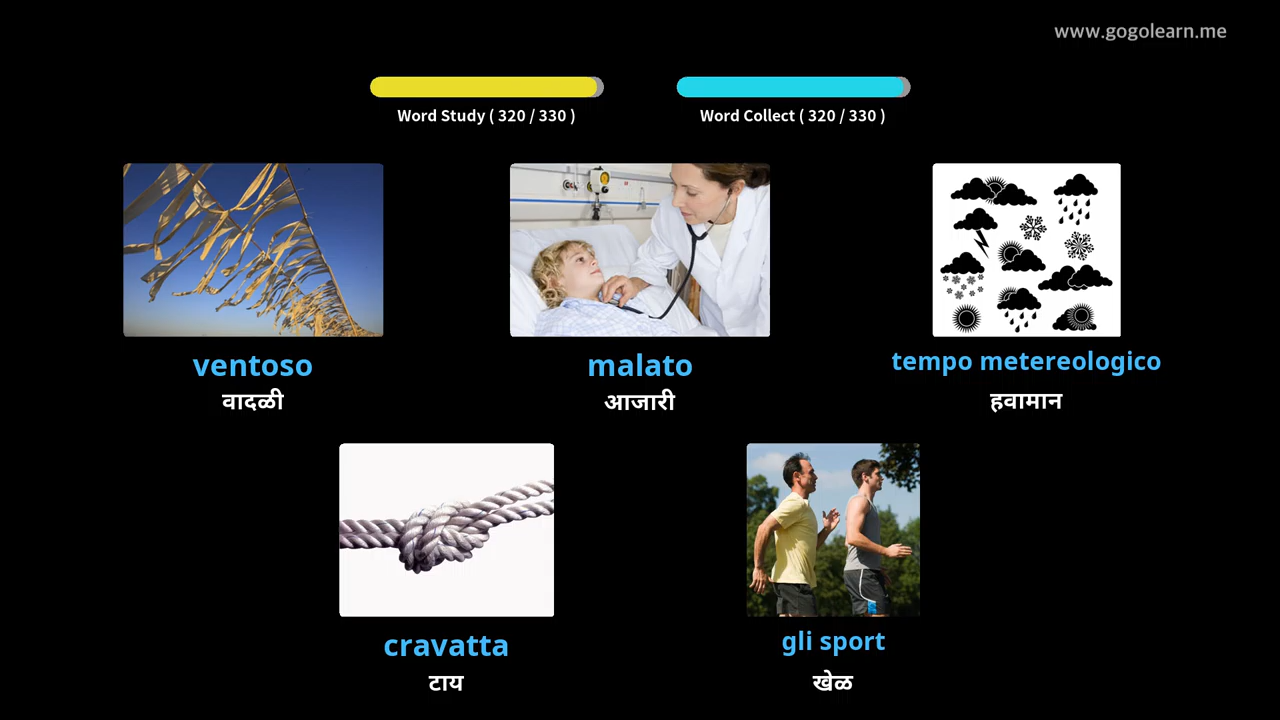 www.gogolearn.me
Word Study ( 320 / 330 )
Word Collect ( 320 / 330 )
ventoso
वादळी
malato
आजारी
tempo metereologico
हवामान
cravatta
टाय
gli sport
खेळ